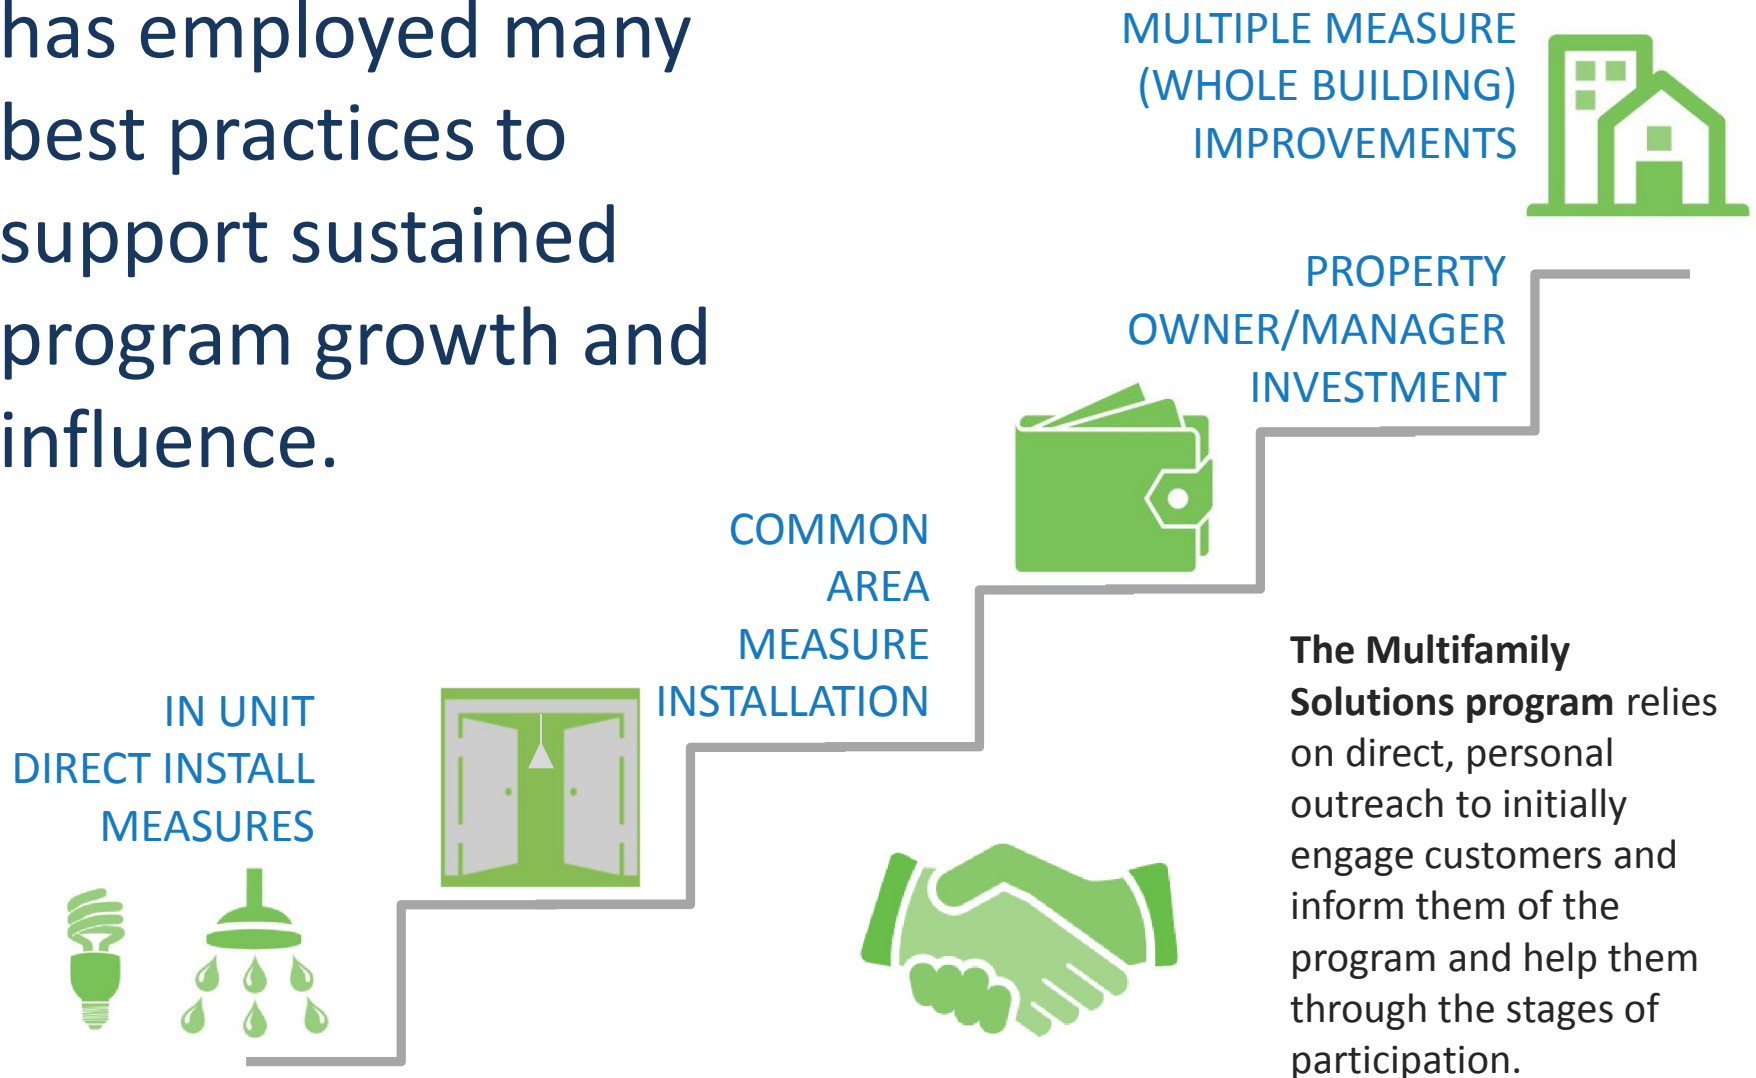 has employed many
best practices to
support sustained
program growth and
influence.
MULTIPLE MEASURE
(WHOLE BUILDING)
IMPROVEMENTS
PROPERTY
OWNER/MANAGER
INVESTMENT
COMMON
AREA
MEASURE
INSTALLATION
IN UNIT
DIRECT INSTALL
MEASURES
The Multifamily
Solutions program relies
on direct, personal
outreach to initially
engage customers and
inform them of the
program and help them
through the stages of
participation.